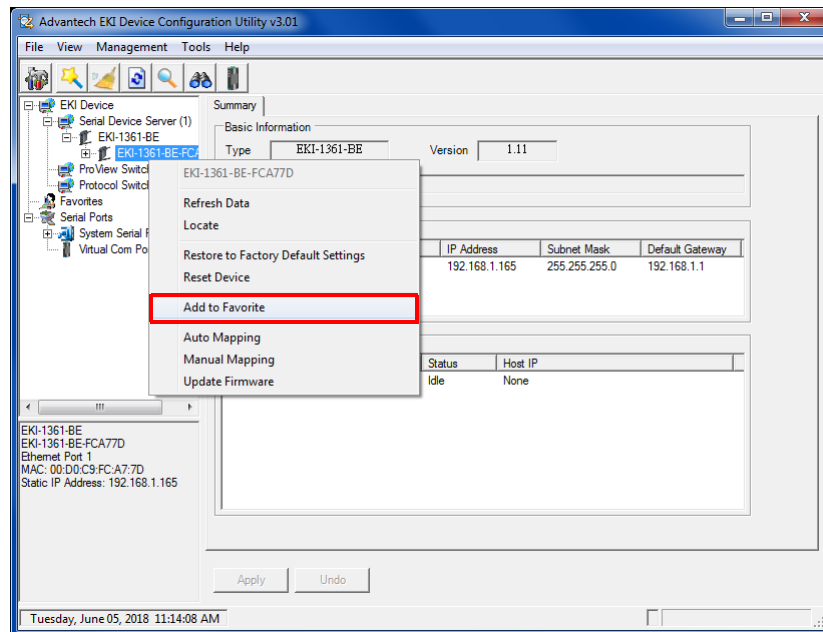 Advantech EKI Device Configuration Utility v3.01
File View Management Tools Help
EKI Device
Serial Device Server (1)
EKI-1361-BE
EKI-1361-BE-FCA
ProView Switc
Protocol Switc
Favorites
Serial Ports
System Serial
Virtual Com Po
Summary
Basic Information
Type EKI-1361-BE Version 1.11
EKI-1361-BE-FCA77D
Refresh Data
Locate
Restore to Factory Default Settings
Reset Device
Add to Favorite
Auto Mapping
Manual Mapping
Update Firmware
IP Address Subnet Mask Default Gateway
192.168.1.165 255.255.255.0 192.168.1.1
Status Host IP
Idle None
EKI-1361-BE
EKI-1361-BE-FCA77D
Ethernet Port 1
MAC: 00:D0:C9:FC:A7:7D
Static IP Address: 192.168.1.165
Apply Undo
Tuesday, June 05, 2018 11:14:08 AM